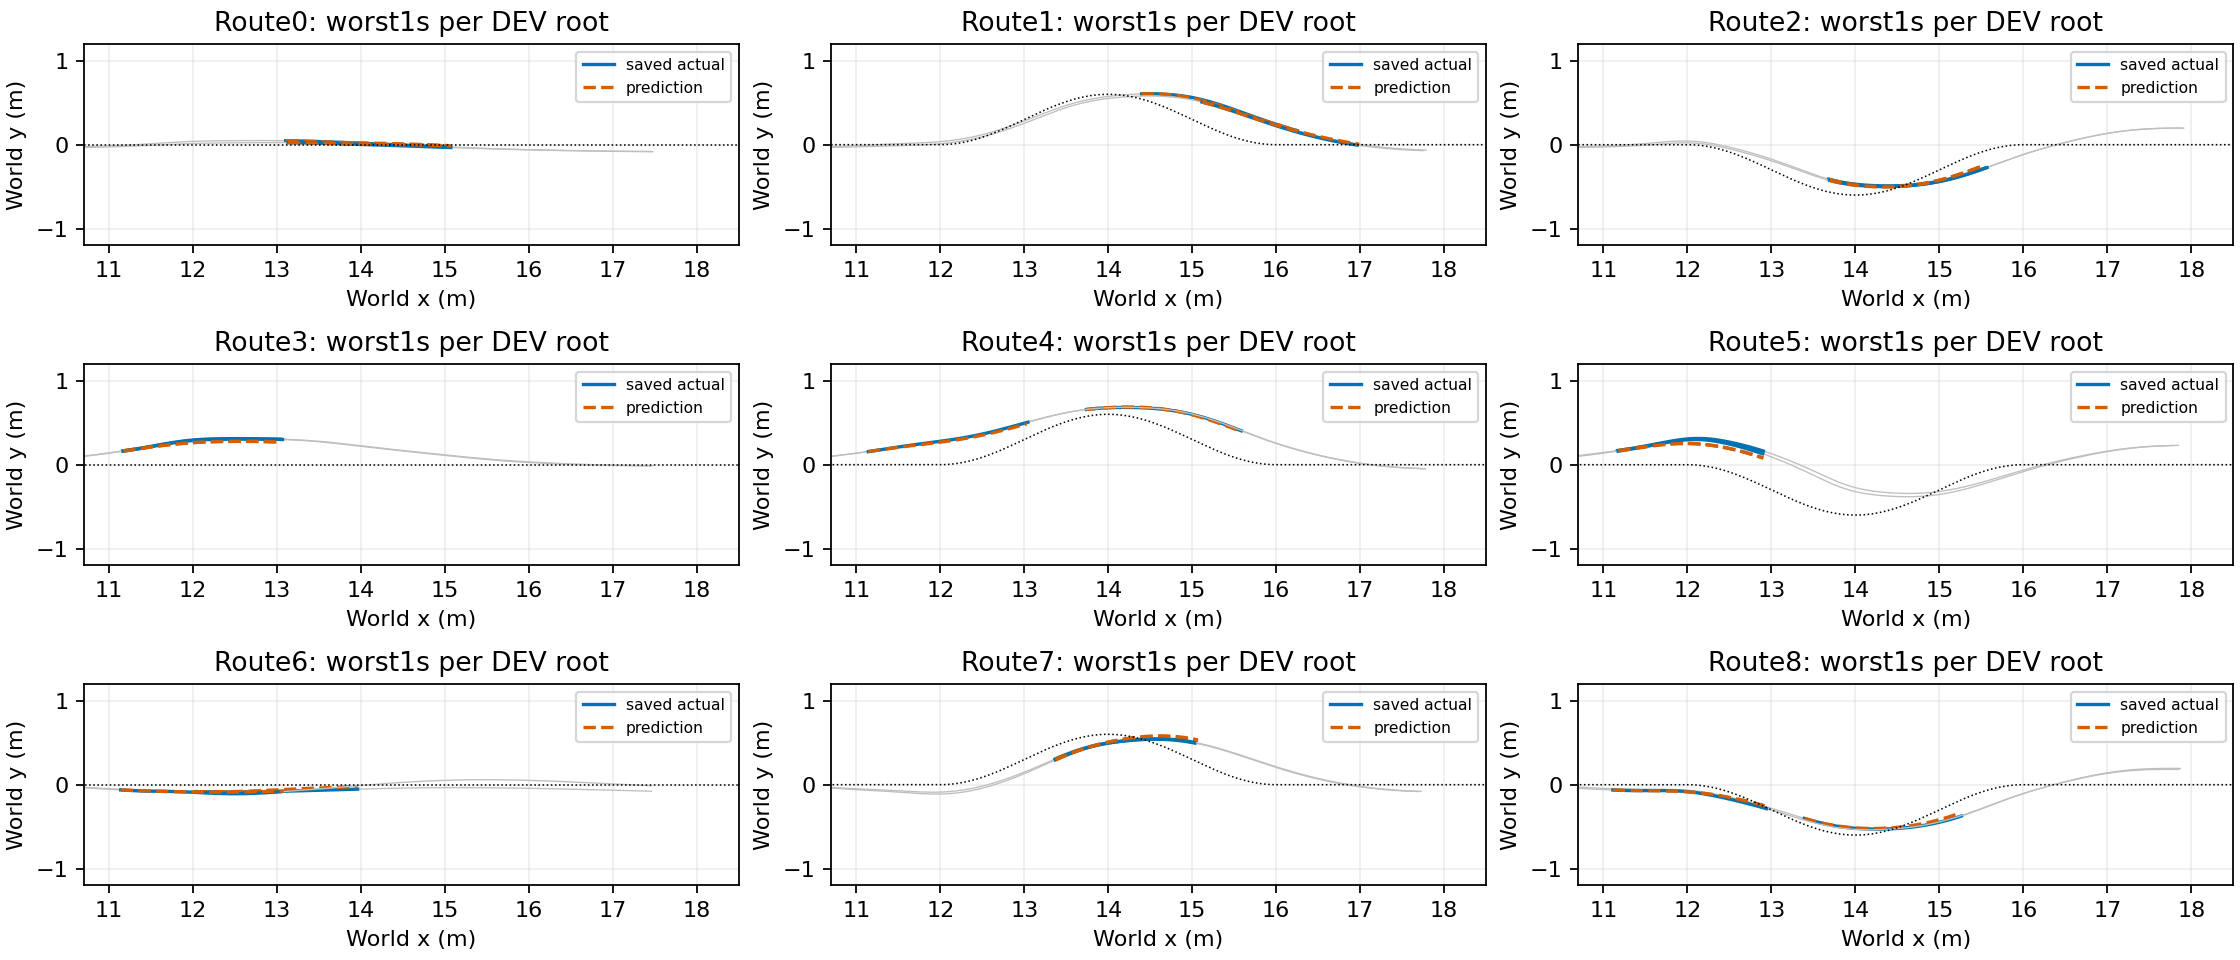 Route0: worst1s per DEV root
World y (m)
1
0
−1
saved actual
prediction
11 12 13 14 15 16 17 18
World x (m)
Route1: worst1s per DEV root
World y (m)
1
0
−1
saved actual
prediction
11 12 13 14 15 16 17 18
World x (m)
Route2: worst1s per DEV root
World y (m)
1
0
−1
saved actual
prediction
11 12 13 14 15 16 17 18
World x (m)
Route3: worst1s per DEV root
World y (m)
1
0
−1
saved actual
prediction
11 12 13 14 15 16 17 18
World x (m)
Route4: worst1s per DEV root
World y (m)
1
0
−1
saved actual
prediction
11 12 13 14 15 16 17 18
World x (m)
Route5: worst1s per DEV root
World y (m)
1
0
−1
saved actual
prediction
11 12 13 14 15 16 17 18
World x (m)
Route6: worst1s per DEV root
World y (m)
1
0
−1
saved actual
prediction
11 12 13 14 15 16 17 18
World x (m)
Route7: worst1s per DEV root
World y (m)
1
0
−1
saved actual
prediction
11 12 13 14 15 16 17 18
World x (m)
Route8: worst1s per DEV root
World y (m)
1
0
−1
saved actual
prediction
11 12 13 14 15 16 17 18
World x (m)